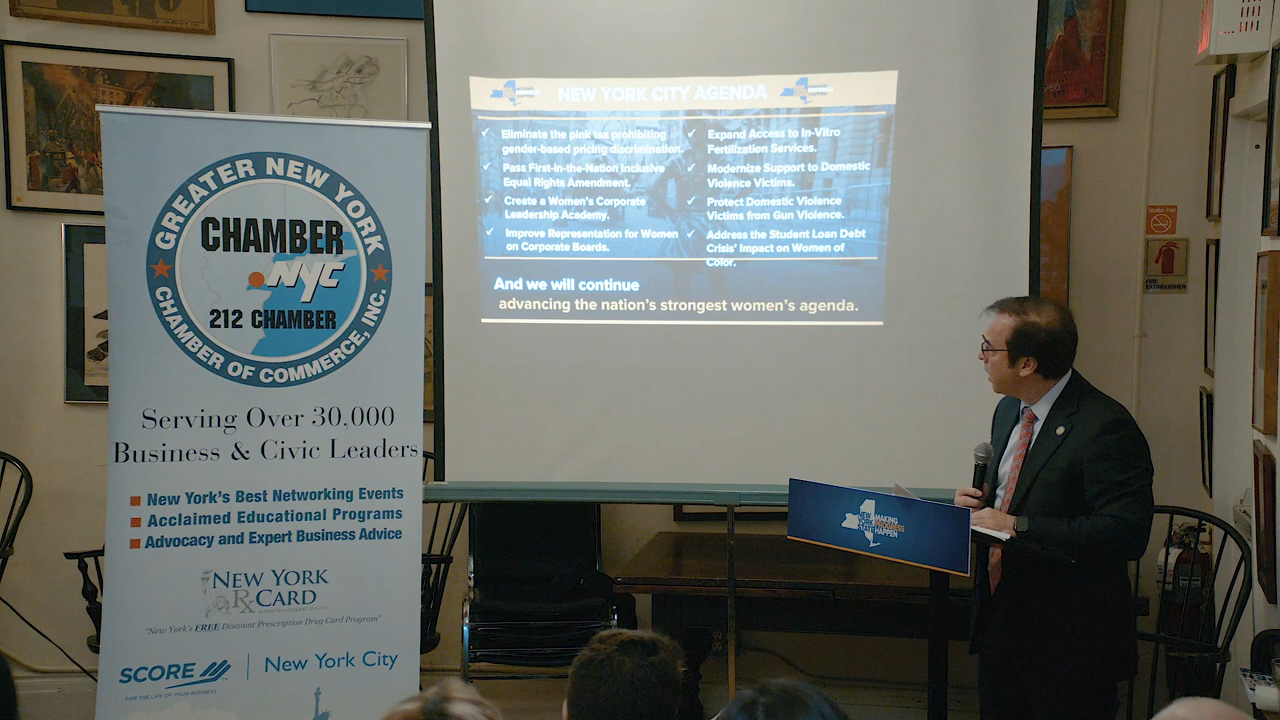 GREATER NEW YORK
CHAMBER
NYC
212 CHAMBER
CHAMBER OF COMMERCE, INC.
Serving Over 30,000
Business & Civic Leaders
New York's Best Networking Events
Acclaimed Educational Programs
Advocacy and Expert Business Advice
NEW YORK
RX CARD
"New York's FREE Discount Prescription Drug Card Program"
SCORE
FOR THE LIFE OF YOUR BUSINESS
New York City
NEW YORK CITY AGENDA
✓ Eliminate the pink tax prohibiting
gender-based pricing discrimination.
✓ Pass First-in-the-Nation Inclusive
Equal Rights Amendment.
✓ Create a Women's Corporate
Leadership Academy.
✓ Improve Representation for Women
on Corporate Boards.
✓ Expand Access to In-Vitro
Fertilization Services.
✓ Modernize Support to Domestic
Violence Victims.
✓ Protect Domestic Violence
Victims from Gun Violence.
✓ Address the Student Loan Debt
Crisis' Impact on Women of
Color.
And we will continue
advancing the nation's strongest women's agenda.
NEW MAKING
YORK PROGRESS
STATE HAPPEN
FIRE
EXTINGUISHER